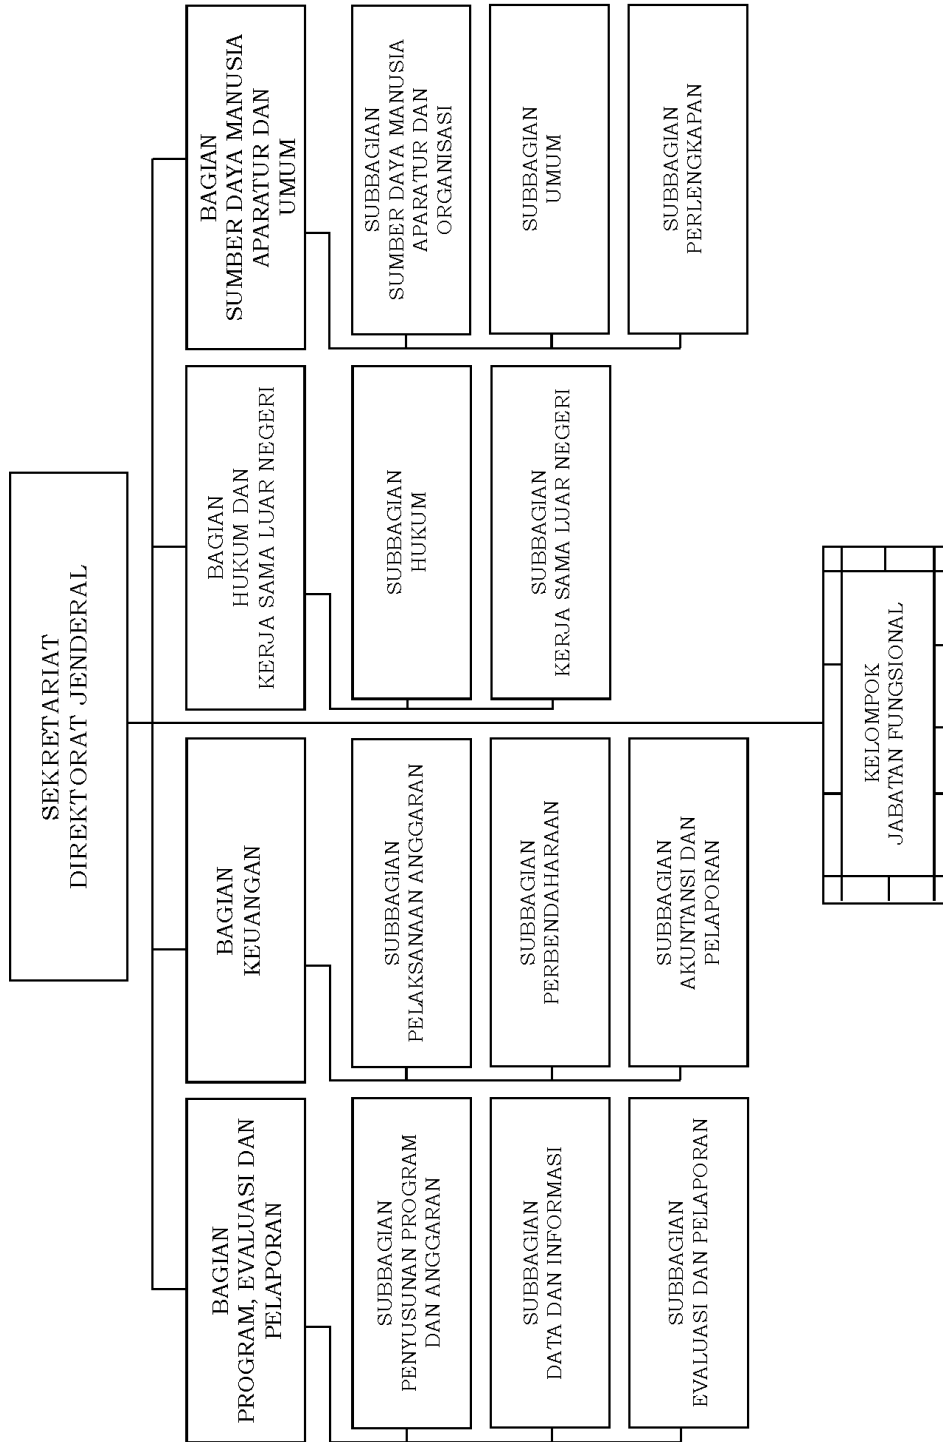 SEKRETARIAT
DIREKTORAT JENDERAL
BAGIAN
PROGRAM, EVALUASI DAN
PELAPORAN
BAGIAN
KEUANGAN
BAGIAN
HUKUM DAN
KERJA SAMA LUAR NEGERI
BAGIAN
SUMBER DAYA MANUSIA
APARATUR DAN
UMUM
SUBBAGIAN
PENYUSUNAN PROGRAM
DAN ANGGARAN
SUBBAGIAN
PELAKSANAAN ANGGARAN
SUBBAGIAN
HUKUM
SUBBAGIAN
SUMBER DAYA MANUSIA
APARATUR DAN
ORGANISASI
SUBBAGIAN
DATA DAN INFORMASI
SUBBAGIAN
PERBENDAHARAAN
SUBBAGIAN
KERJA SAMA LUAR NEGERI
SUBBAGIAN
UMUM
SUBBAGIAN
EVALUASI DAN PELAPORAN
SUBBAGIAN
AKUNTANSI DAN
PELAPORAN
SUBBAGIAN
PERLENGKAPAN
KELOMPOK
JABATAN FUNGSIONAL